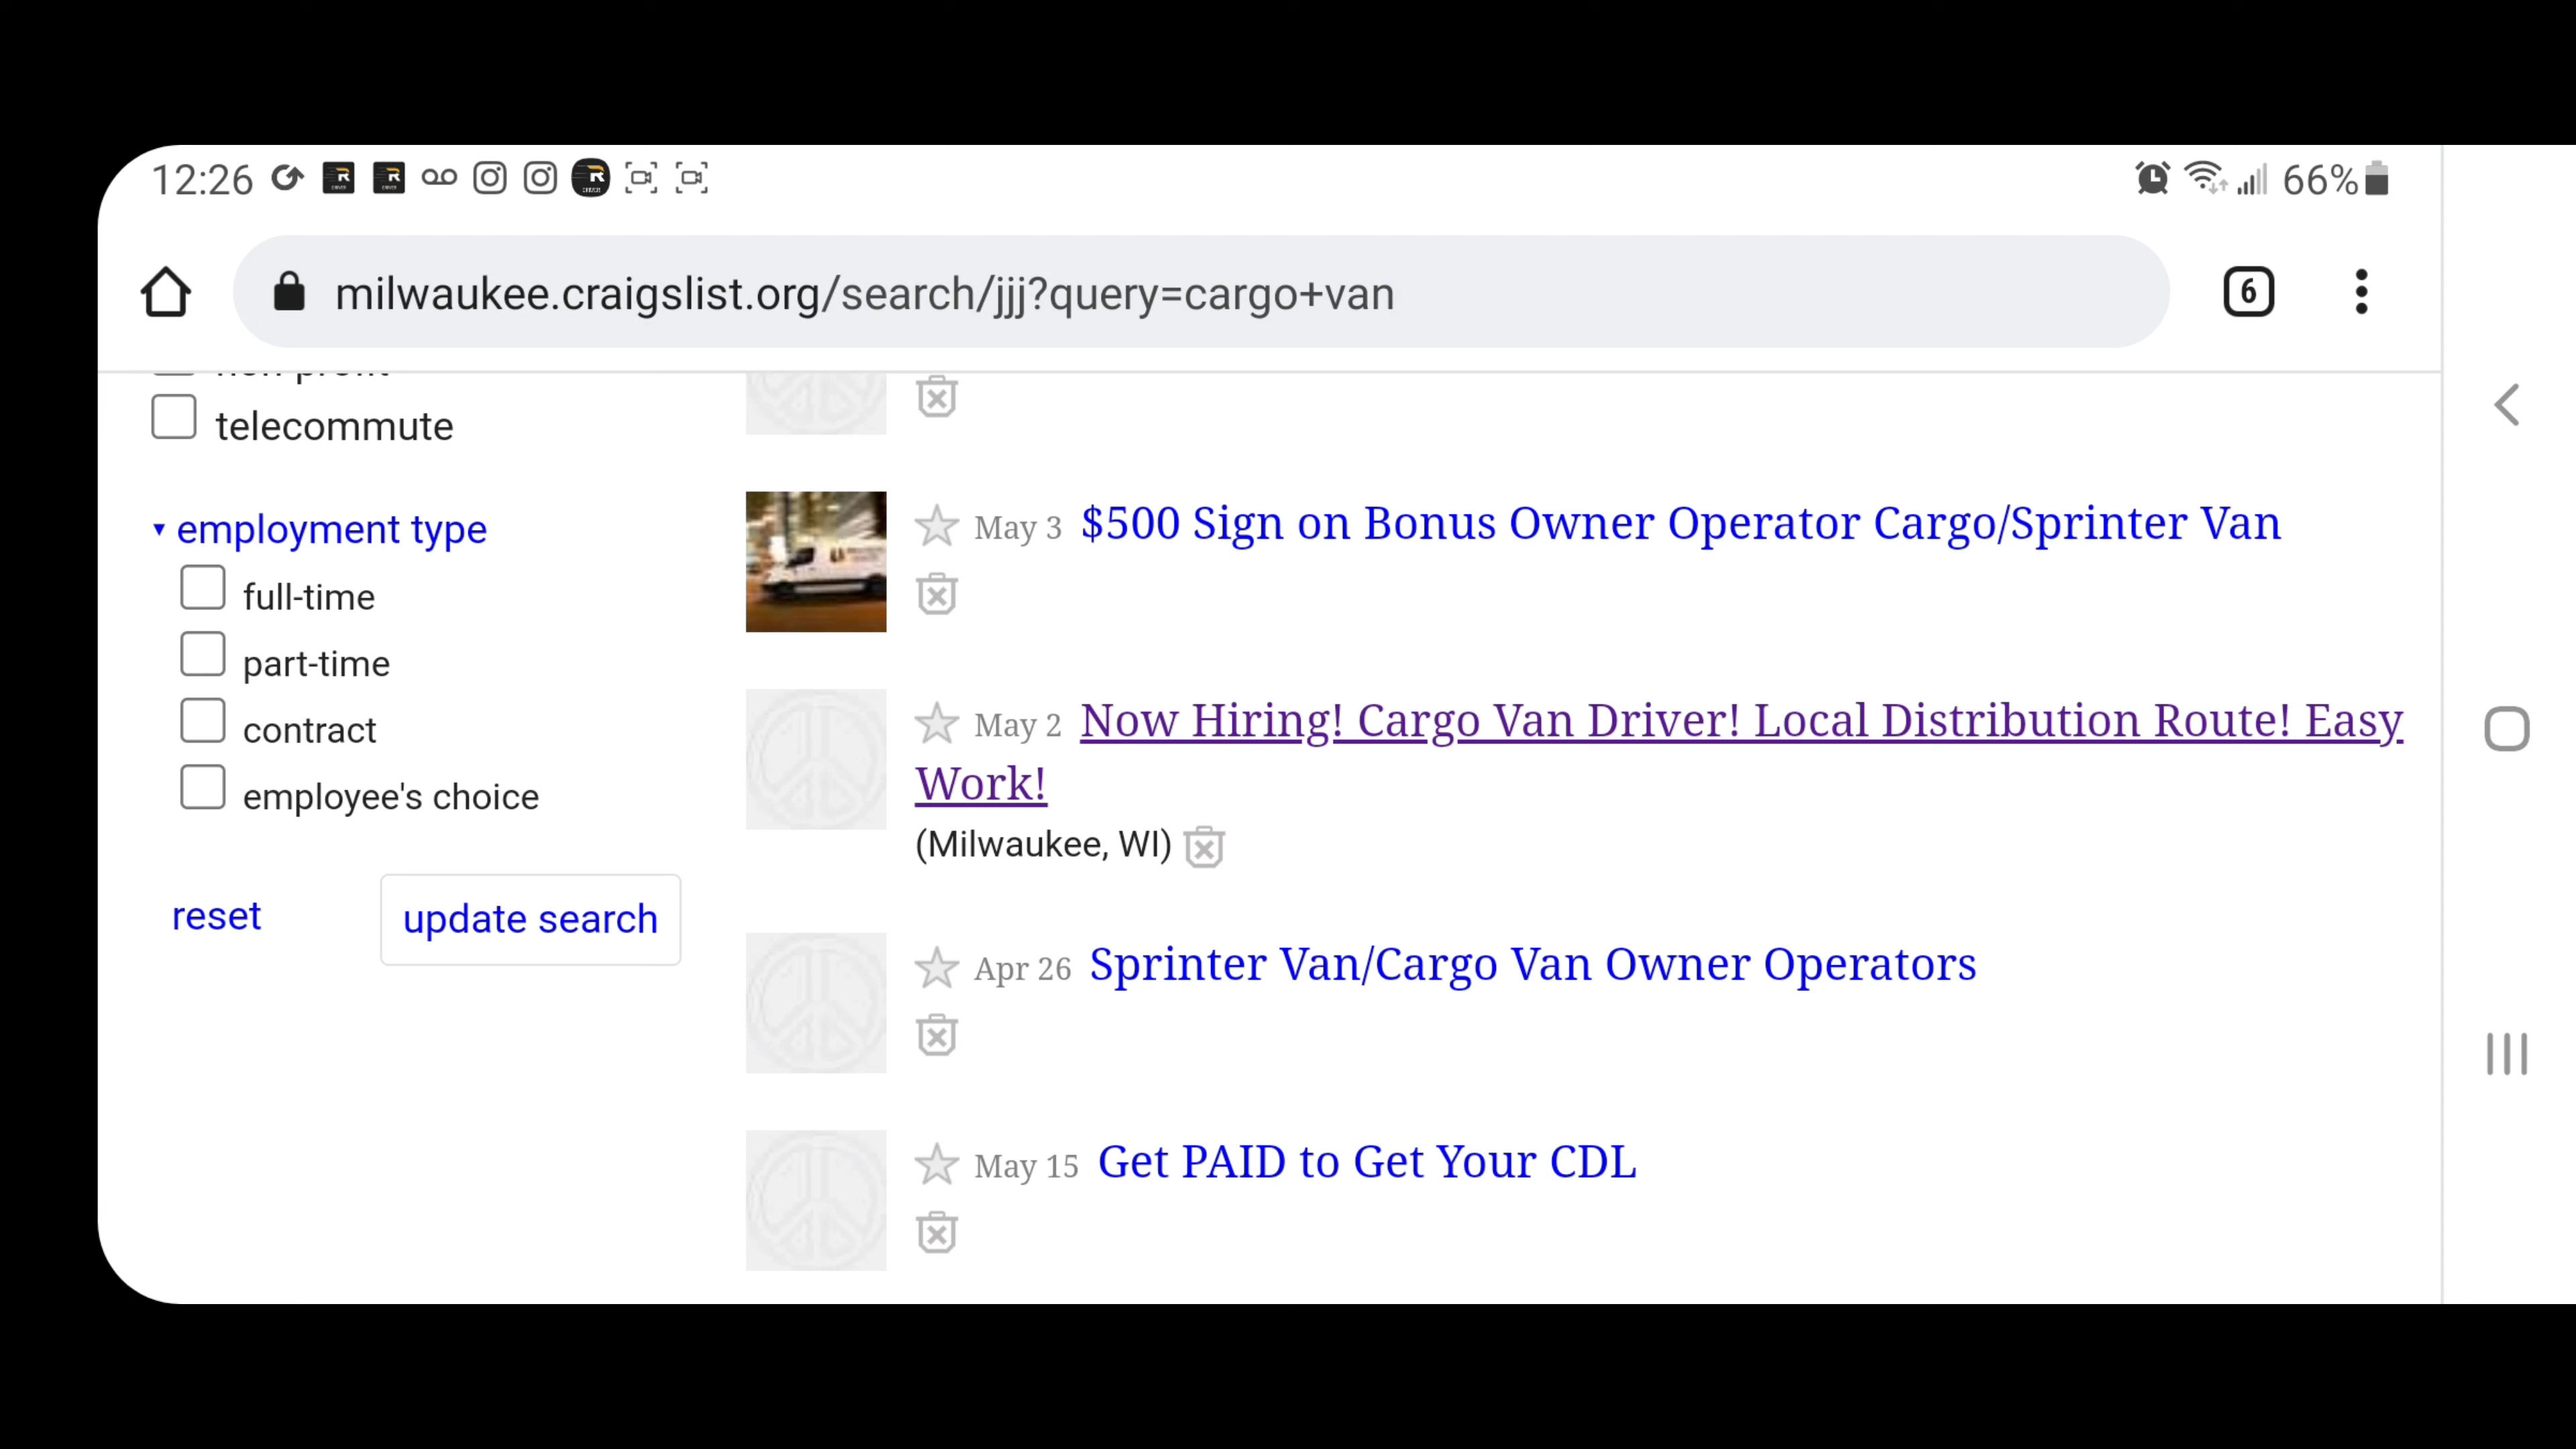 12:26
66%
milwaukee.craigslist.org/search/jjj?query=cargo+van
6
telecommute
▾ employment type
full-time
part-time
contract
employee's choice
reset
update search
May 3 $500 Sign on Bonus Owner Operator Cargo/Sprinter Van
May 2 Now Hiring! Cargo Van Driver! Local Distribution Route! Easy
Work!
(Milwaukee, WI)
Apr 26 Sprinter Van/Cargo Van Owner Operators
May 15 Get PAID to Get Your CDL